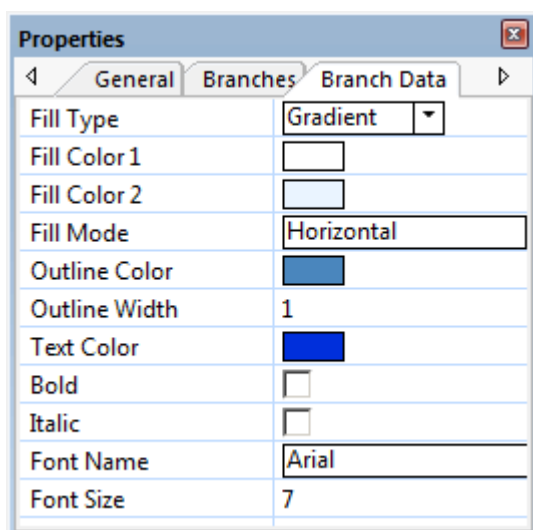 Properties
General Branches Branch Data
Fill Type Gradient
Fill Color 1
Fill Color 2
Fill Mode Horizontal
Outline Color
Outline Width 1
Text Color
Bold
Italic
Font Name Arial
Font Size 7